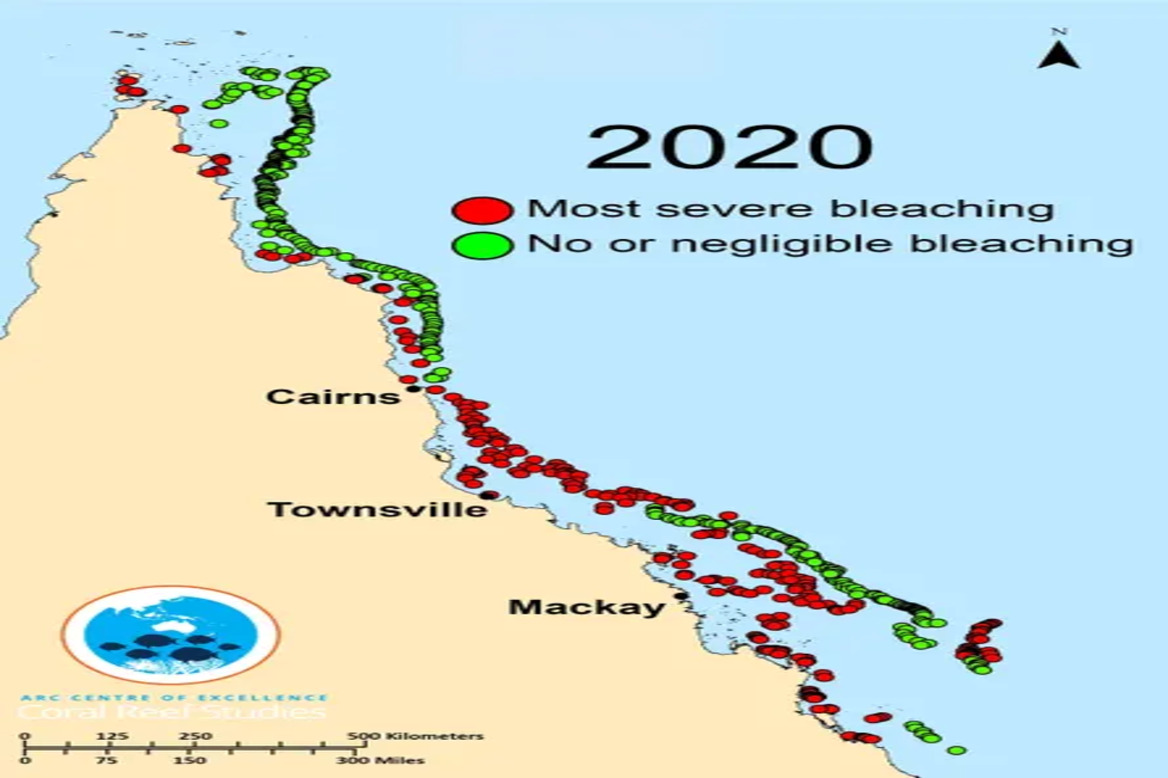 N
2020
Most severe bleaching
No or negligible bleaching
Cairns
Townsville
Mackay
ARC CENTRE OF EXCELLENCE
Coral Reef Studies
0 125 250 500 Kilometers
0 75 150 300 Miles